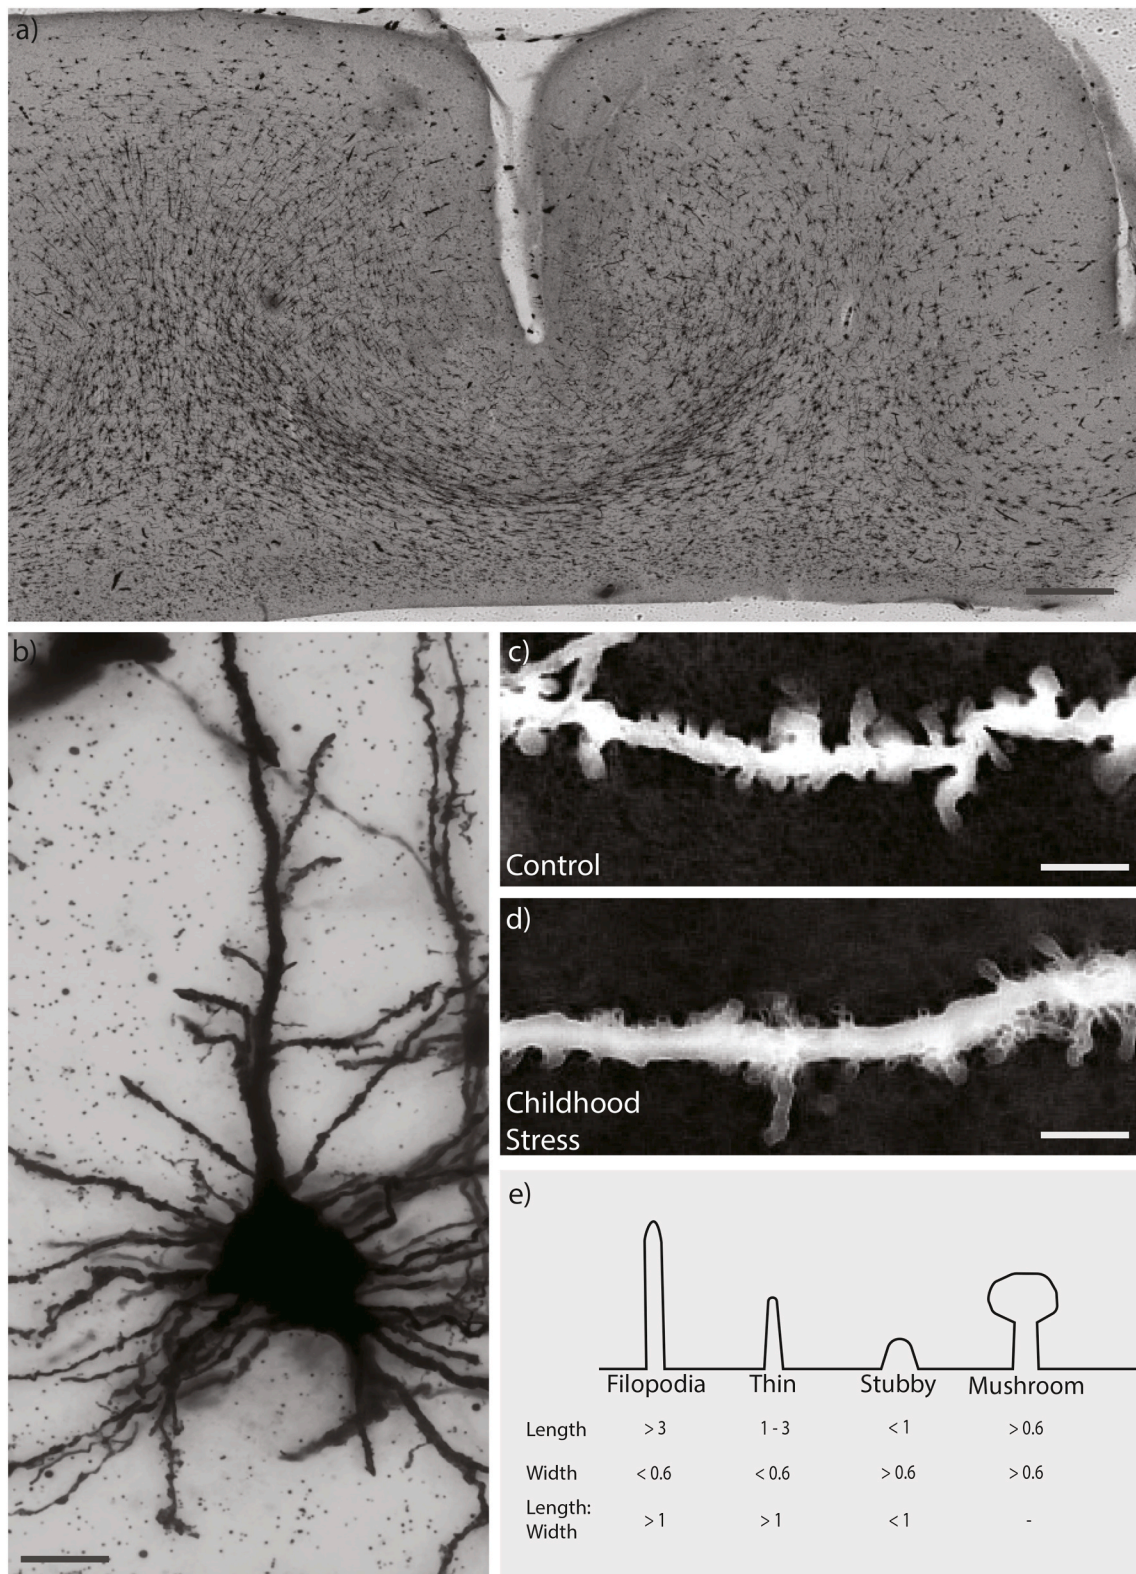 a)
b)
c)
Control
d)
Childhood
Stress
e)
Filopodia Thin Stubby Mushroom
Length > 3 1 - 3 < 1 > 0.6
Width < 0.6 < 0.6 > 0.6 > 0.6
Length:
Width > 1 > 1 < 1 -